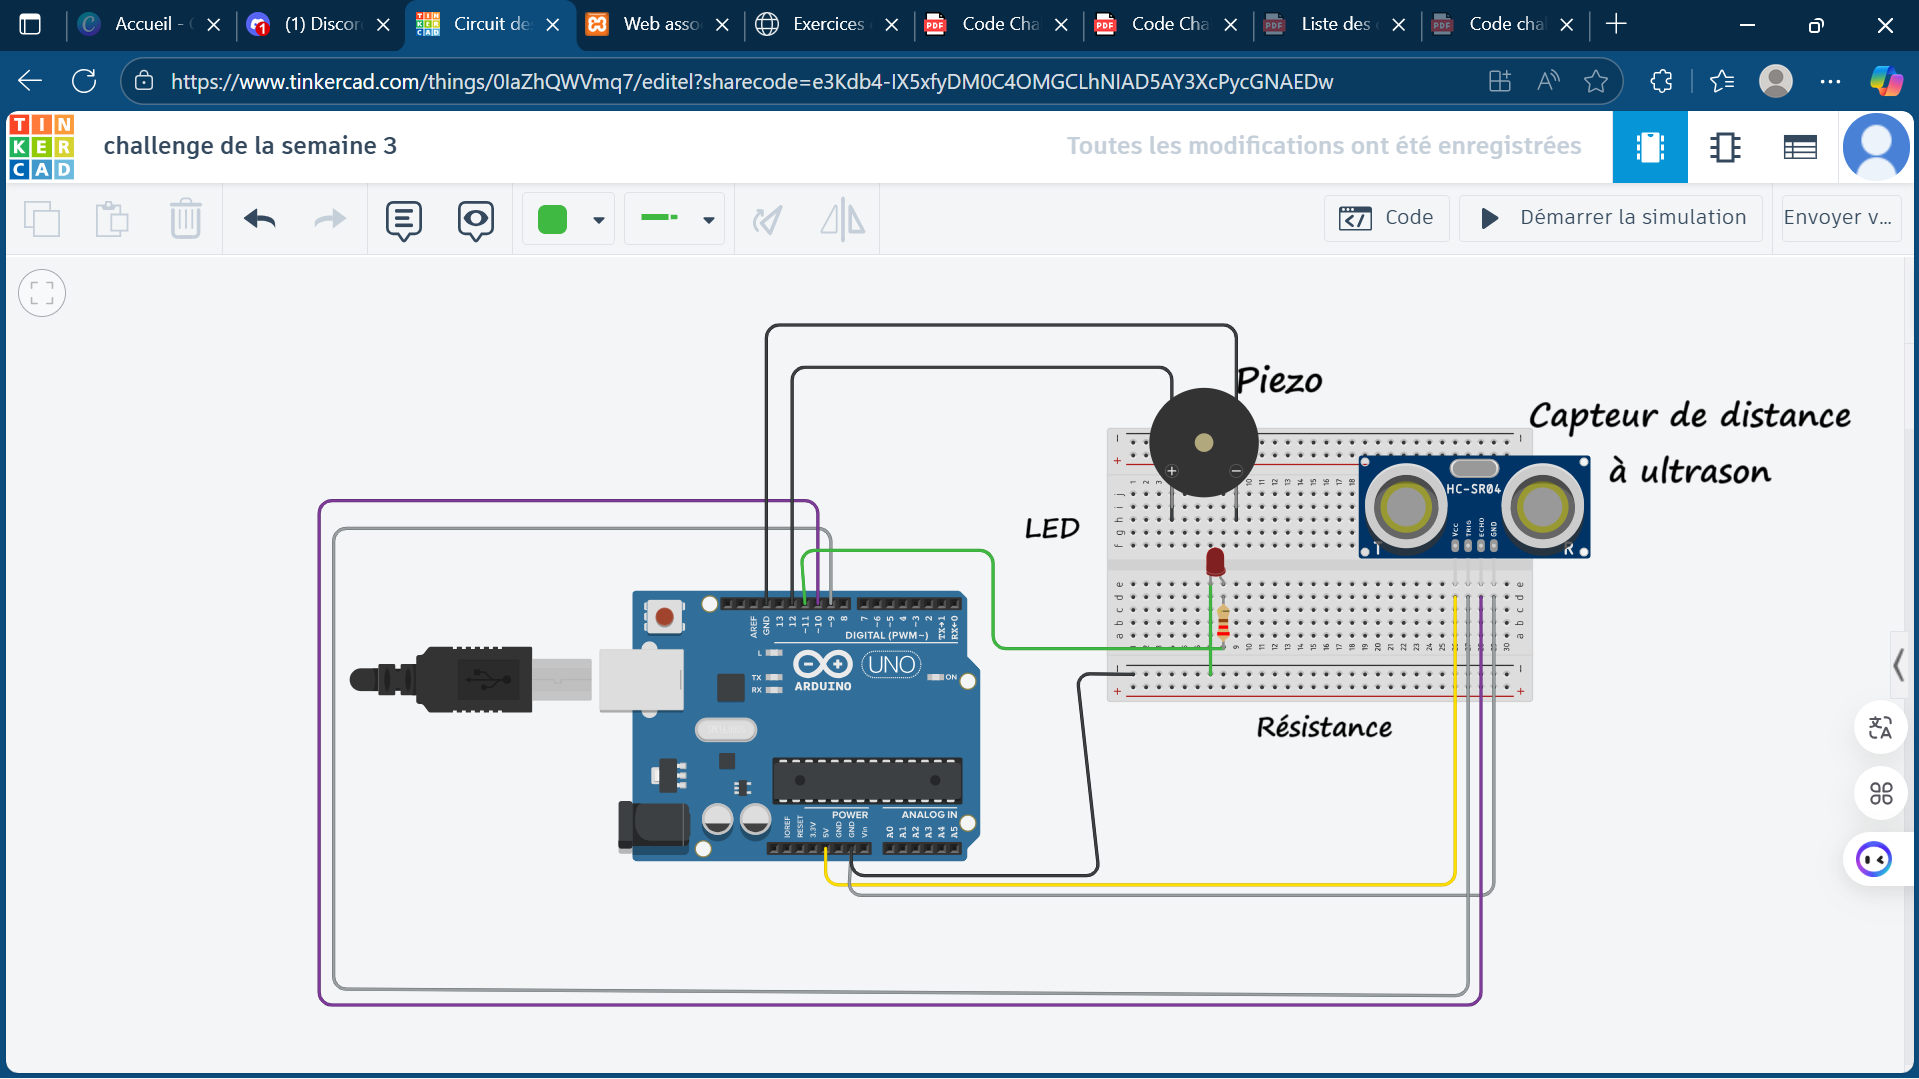 Accueil -
(1) Discor
Circuit de
Web asso
Exercices
Code Cha
Code Cha
Liste des
Code chal
https://www.tinkercad.com/things/0IaZhQWVmq7/editel?sharecode=e3Kdb4-IX5xfyDM0C4OMGCLhNIAD5AY3XcPycGNAEDw
TIN
KER
CAD
challenge de la semaine 3
Toutes les modifications ont été enregistrées
Code
Démarrer la simulation
Envoyer v...
Piezo
Capteur de distance
à ultrason
HC-SR04
VCC
TRIG
ECHO
GND
T
R
LED
AREF
GND
13
12
~11
~10
~9
8
7
~6
~5
4
~3
2
TX→1
RX←0
DIGITAL (PWM~)
L
TX
RX
ARDUINO
UNO
ON
Résistance
POWER
ANALOG IN
IOREF
RESET
3.3V
5V
GND
GND
Vin
A0
A1
A2
A3
A4
A5